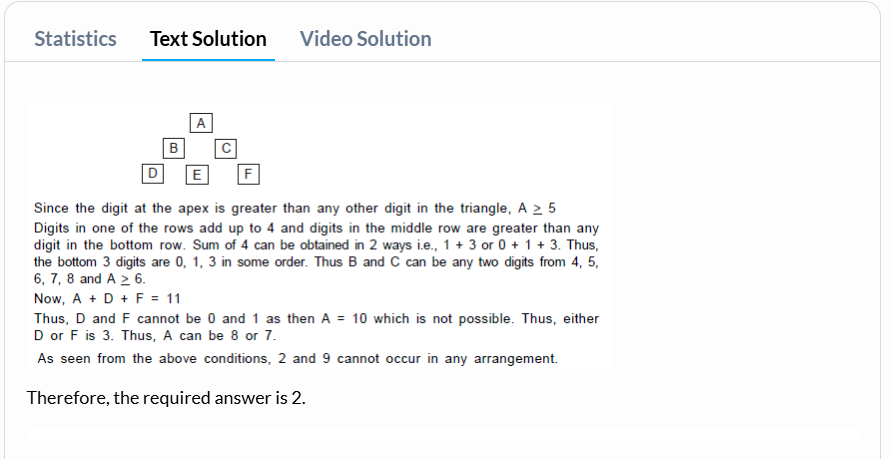 Statistics Text Solution Video Solution
A
B C
D E F
Since the digit at the apex is greater than any other digit in the triangle, A ≥ 5
Digits in one of the rows add up to 4 and digits in the middle row are greater than any
digit in the bottom row. Sum of 4 can be obtained in 2 ways i.e., 1 + 3 or 0 + 1 + 3. Thus,
the bottom 3 digits are 0, 1, 3 in some order. Thus B and C can be any two digits from 4, 5,
6, 7, 8 and A ≥ 6.
Now, A + D + F = 11
Thus, D and F cannot be 0 and 1 as then A = 10 which is not possible. Thus, either
D or F is 3. Thus, A can be 8 or 7.
As seen from the above conditions, 2 and 9 cannot occur in any arrangement.
Therefore, the required answer is 2.